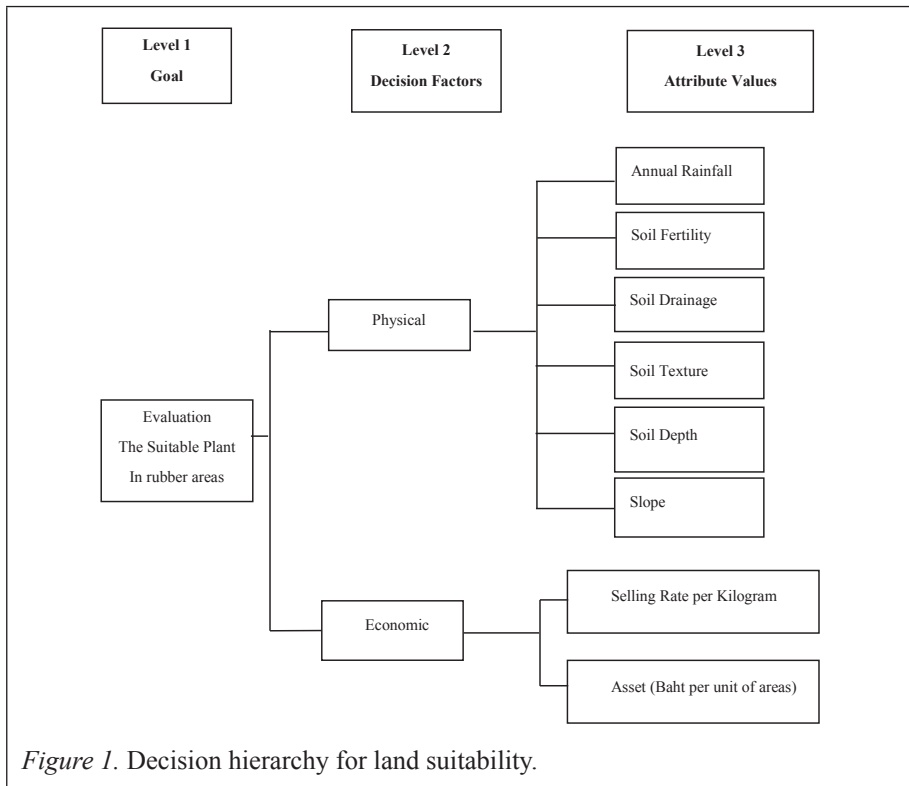 Level 1
Goal
Level 2
Decision Factors
Level 3
Attribute Values
Annual Rainfall
Soil Fertility
Soil Drainage
Physical
Soil Texture
Evaluation
The Suitable Plant
In rubber areas
Soil Depth
Slope
Selling Rate per Kilogram
Economic
Asset (Baht per unit of areas)
Figure 1. Decision hierarchy for land suitability.